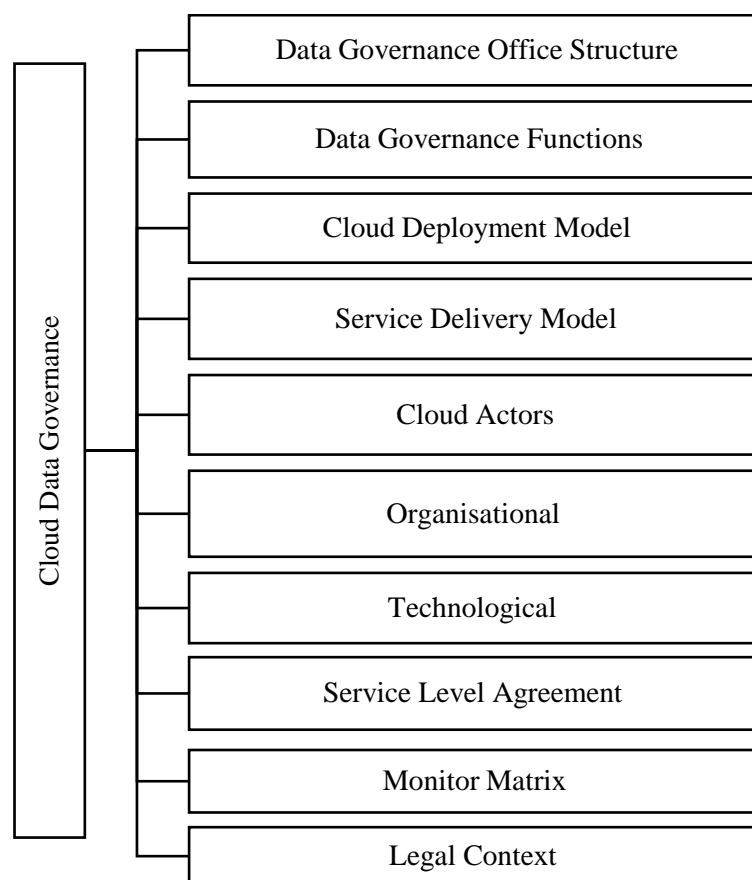 Cloud Data Governance
Data Governance Office Structure
Data Governance Functions
Cloud Deployment Model
Service Delivery Model
Cloud Actors
Organisational
Technological
Service Level Agreement
Monitor Matrix
Legal Context